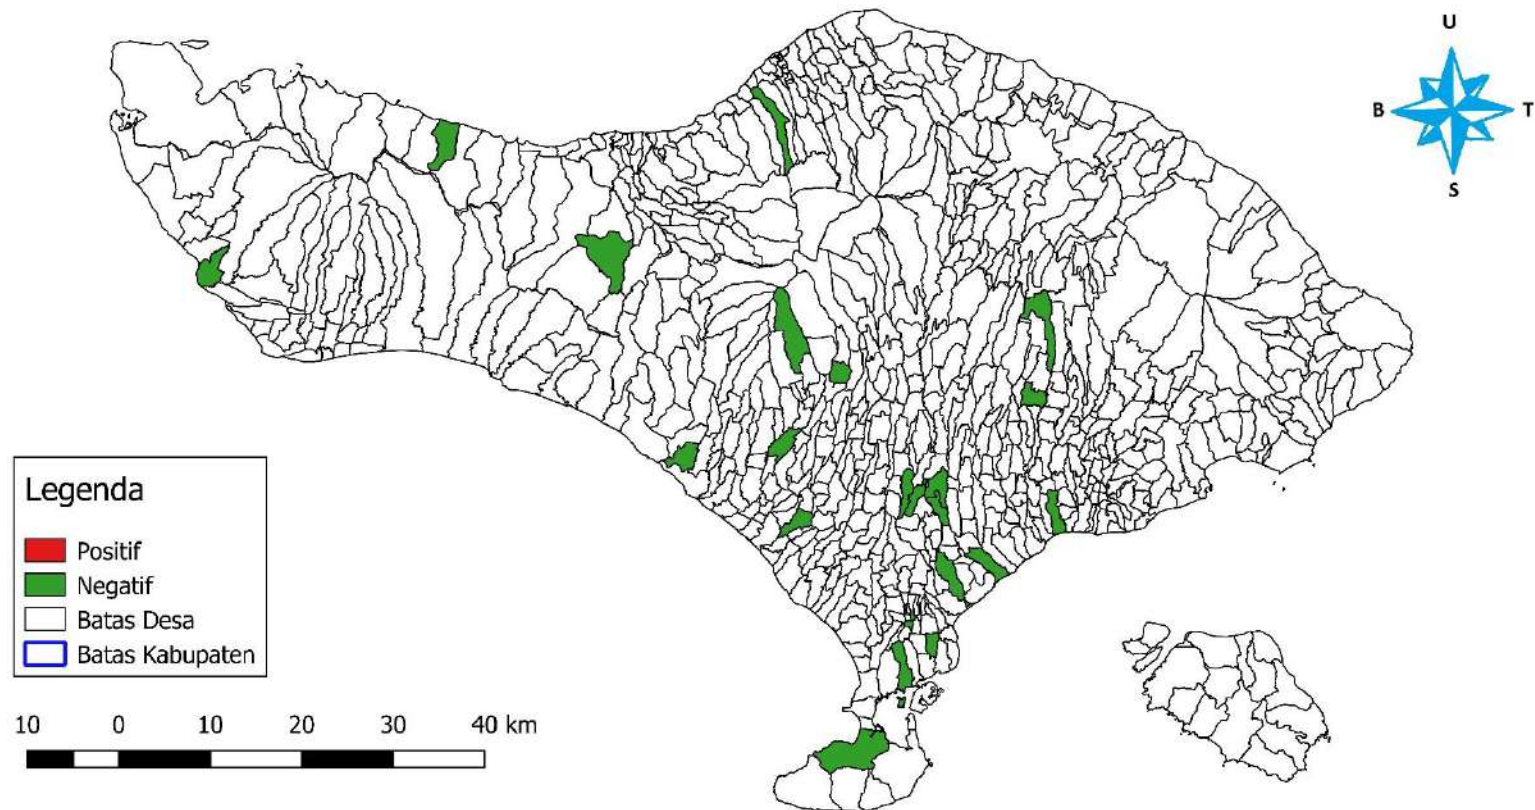 U
B T
S
Legenda
Positif
Negatif
Batas Desa
Batas Kabupaten
10 0 10 20 30 40 km